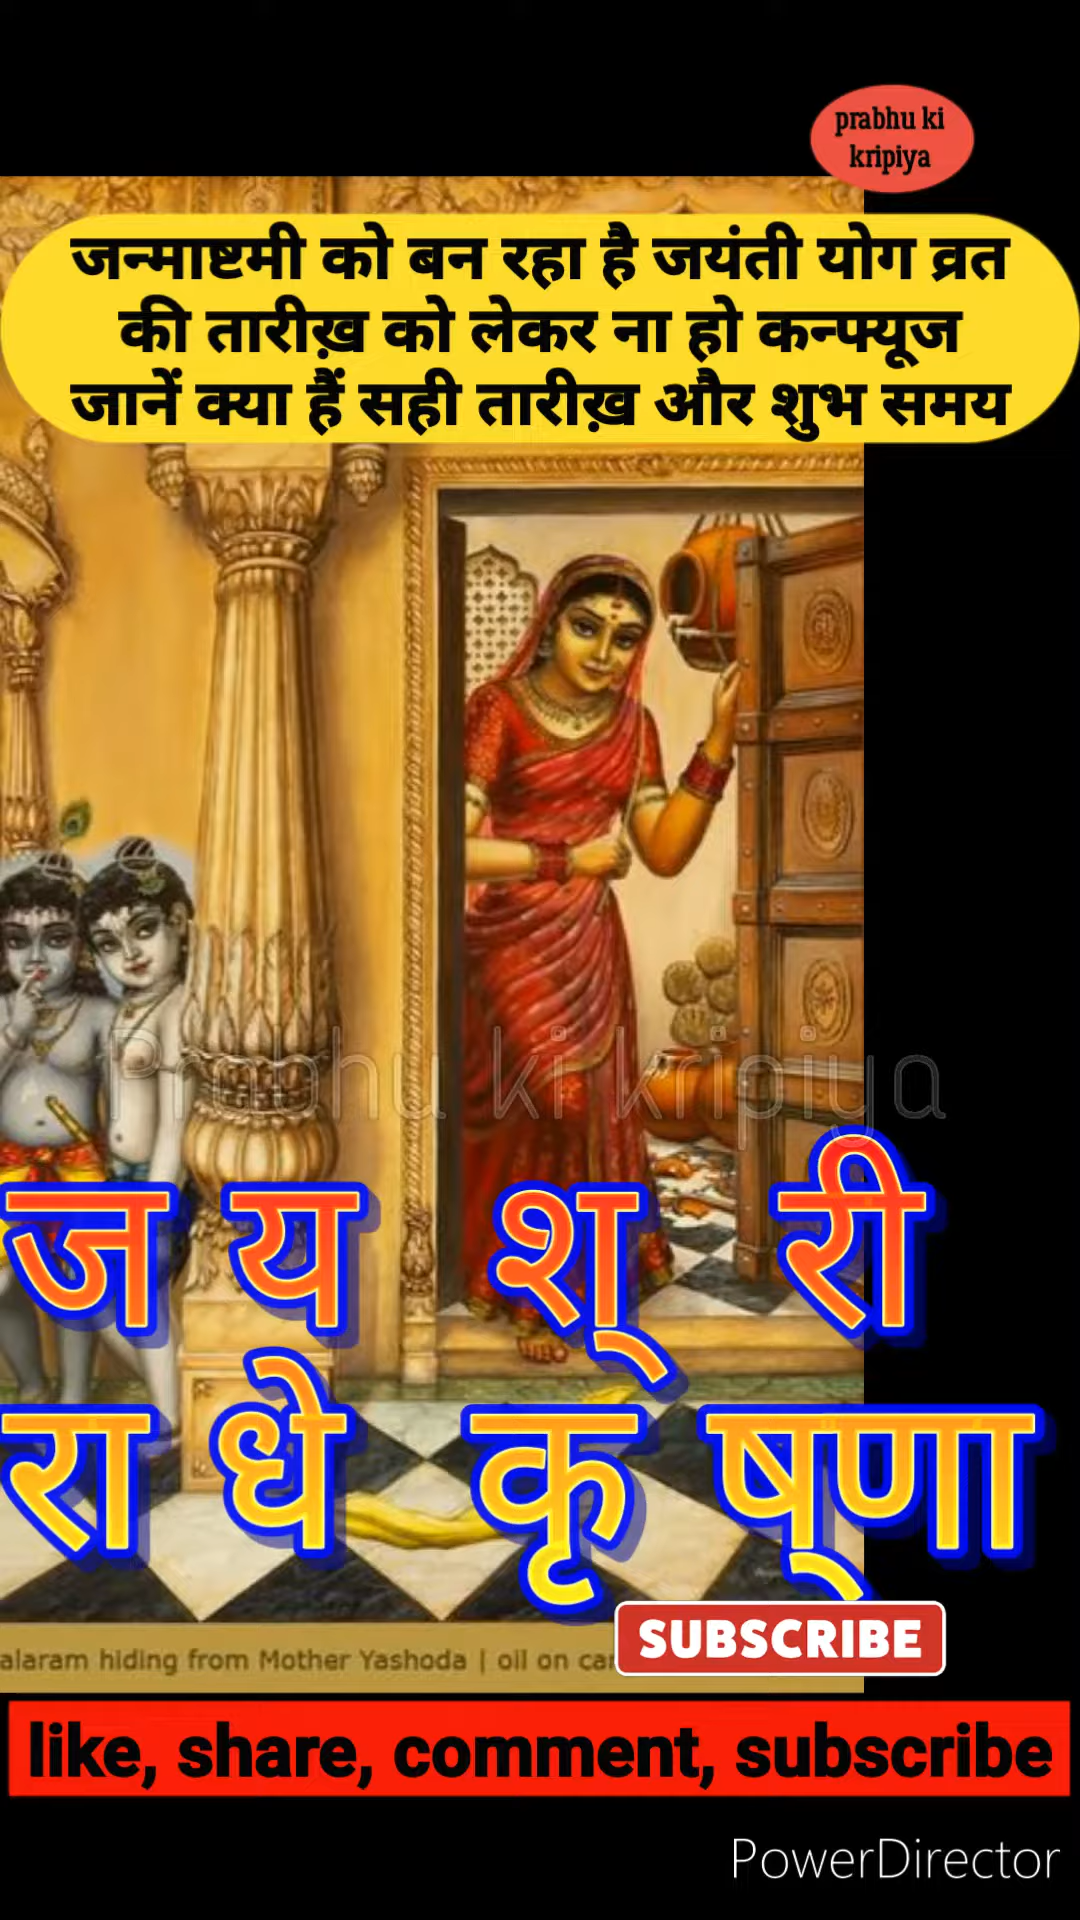 prabhu ki
kripiya
जन्माष्टमी को बन रहा है जयंती योग व्रत
की तारीख़ को लेकर ना हो कन्फ्यूज
जानें क्या हैं सही तारीख़ और शुभ समय
Prabhu ki kripiya
ज य श् री
रा धे कृ ष्णा
alaram hiding from Mother Yashoda | oil on
SUBSCRIBE
like, share, comment, subscribe
PowerDirector